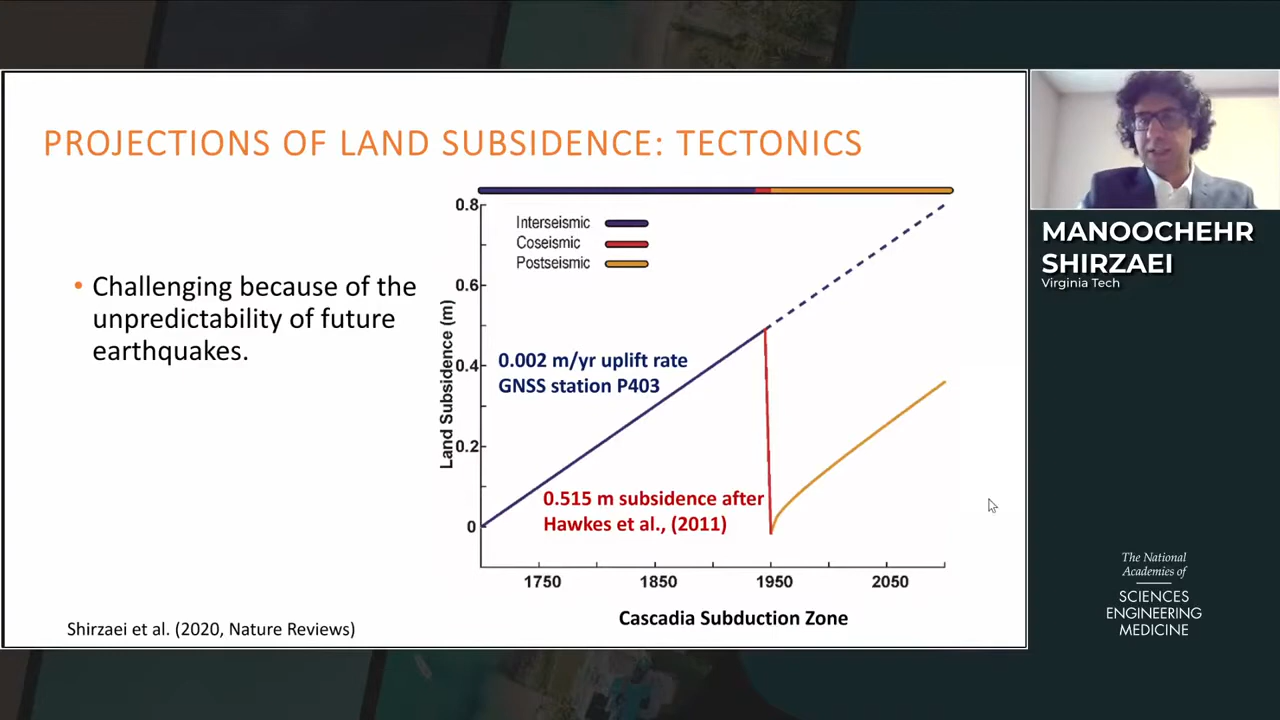 PROJECTIONS OF LAND SUBSIDENCE: TECTONICS
• Challenging because of the
unpredictability of future
earthquakes.
Interseismic
Coseismic
Postseismic
Land Subsidence (m)
0.8
0.6
0.4
0.2
0
0.002 m/yr uplift rate
GNSS station P403
0.515 m subsidence after
Hawkes et al., (2011)
1750 1850 1950 2050
Cascadia Subduction Zone
Shirzaei et al. (2020, Nature Reviews)
MANOOCHEHR
SHIRZAEI
Virginia Tech
The National
Academies of
SCIENCES
ENGINEERING
MEDICINE